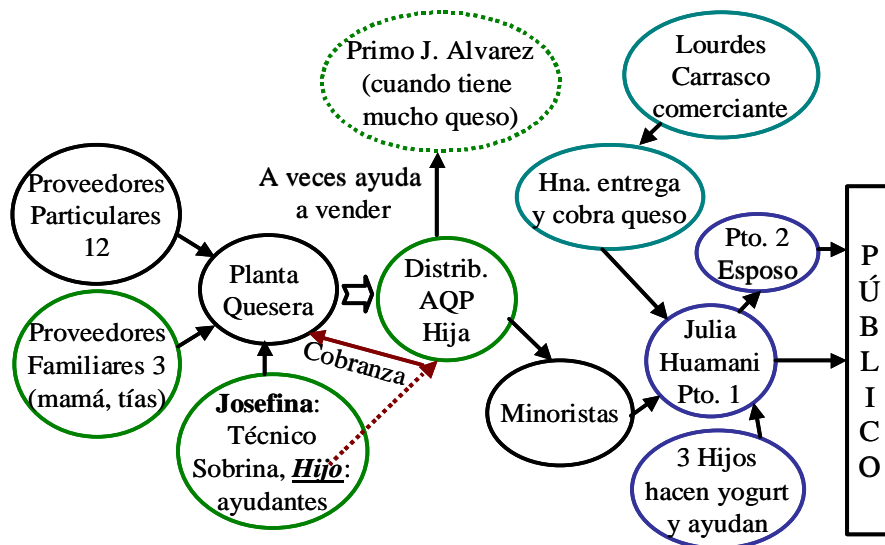 Primo J. Alvarez
(cuando tiene
mucho queso)
Lourdes
Carrasco
comerciante
Proveedores
Particulares
12
A veces ayuda
a vender
Hna. entrega
y cobra queso
Planta
Quesera
Distrib.
AQP
Hija
Pto. 2
Esposo
PÚBLICO
Proveedores
Familiares 3
(mamá, tías)
Cobranza
Julia
Huamani
Pto. 1
Josefina:
Técnico
Sobrina, Hijo:
ayudantes
Minoristas
3 Hijos
hacen yogurt
y ayudan